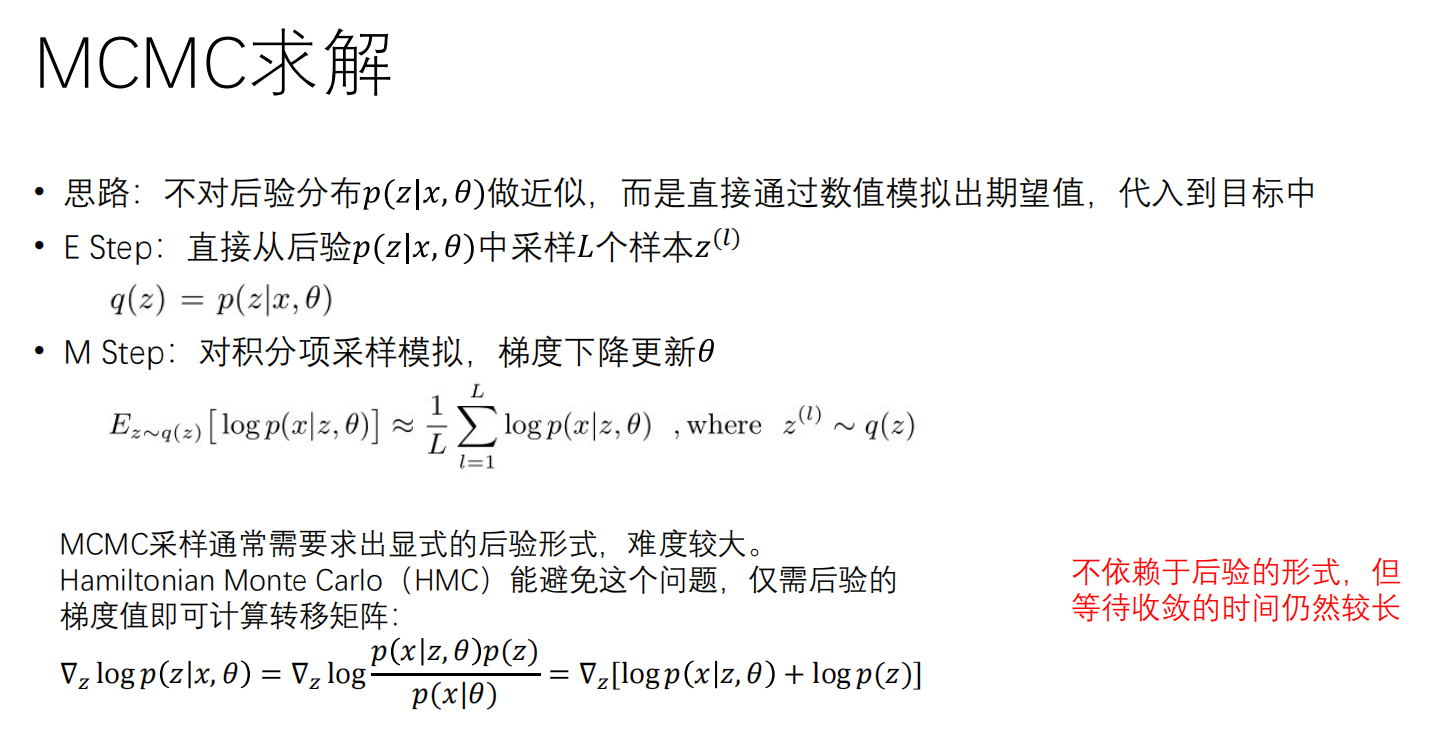 MCMC求解
• 思路：不对后验分布p(z|x, θ)做近似，而是直接通过数值模拟出期望值，代入到目标中
• E Step：直接从后验p(z|x, θ)中采样L个样本z^(l)
q(z) = p(z|x, θ)
• M Step：对积分项采样模拟，梯度下降更新θ
E_{z∼q(z)}[log p(x|z, θ)] ≈ \frac{1}{L} \sum_{l=1}^{L} log p(x|z, θ) , where z^(l) ∼ q(z)
MCMC采样通常需要求出显式的后验形式，难度较大。
Hamiltonian Monte Carlo（HMC）能避免这个问题，仅需后验的
梯度值即可计算转移矩阵：
∇_z log p(z|x, θ) = ∇_z log \frac{p(x|z, θ)p(z)}{p(x|θ)} = ∇_z[log p(x|z, θ) + log p(z)]
不依赖于后验的形式，但
等待收敛的时间仍然较长